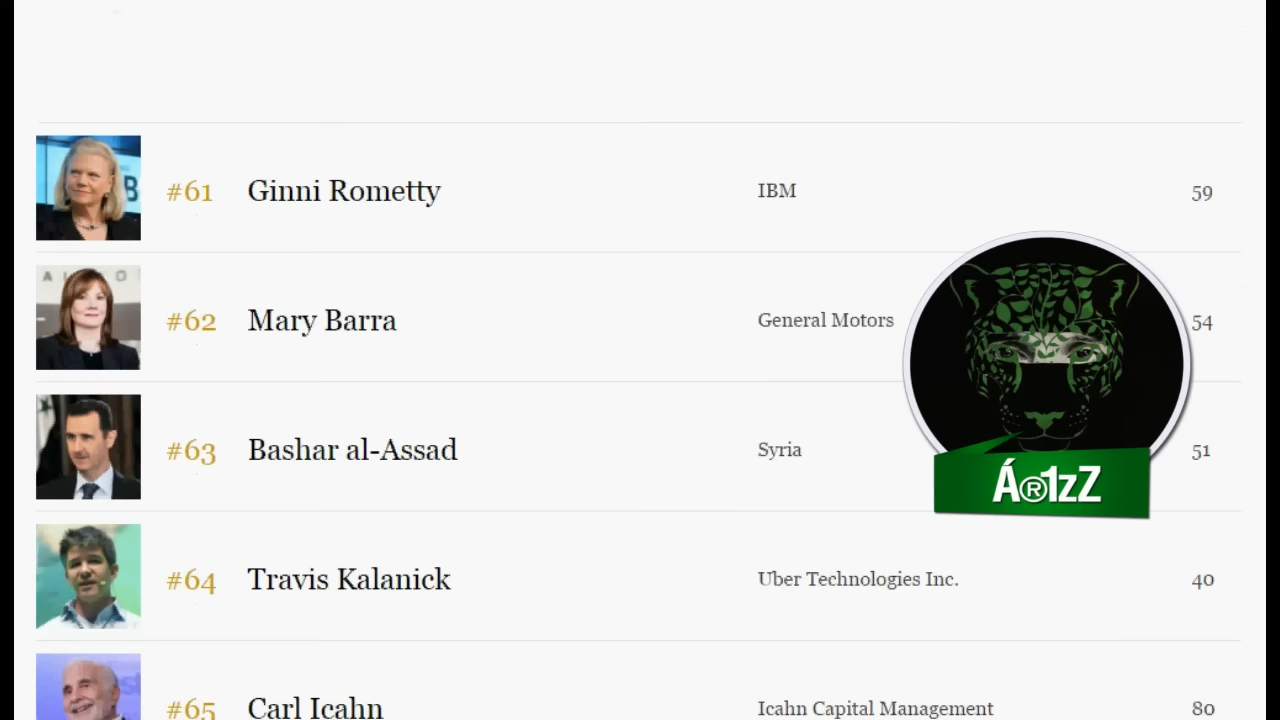 #61 Ginni Rometty IBM 59
#62 Mary Barra General Motors 54
#63 Bashar al-Assad Syria 51
Á®1zZ
#64 Travis Kalanick Uber Technologies Inc. 40
#65 Carl Icahn Icahn Capital Management 80